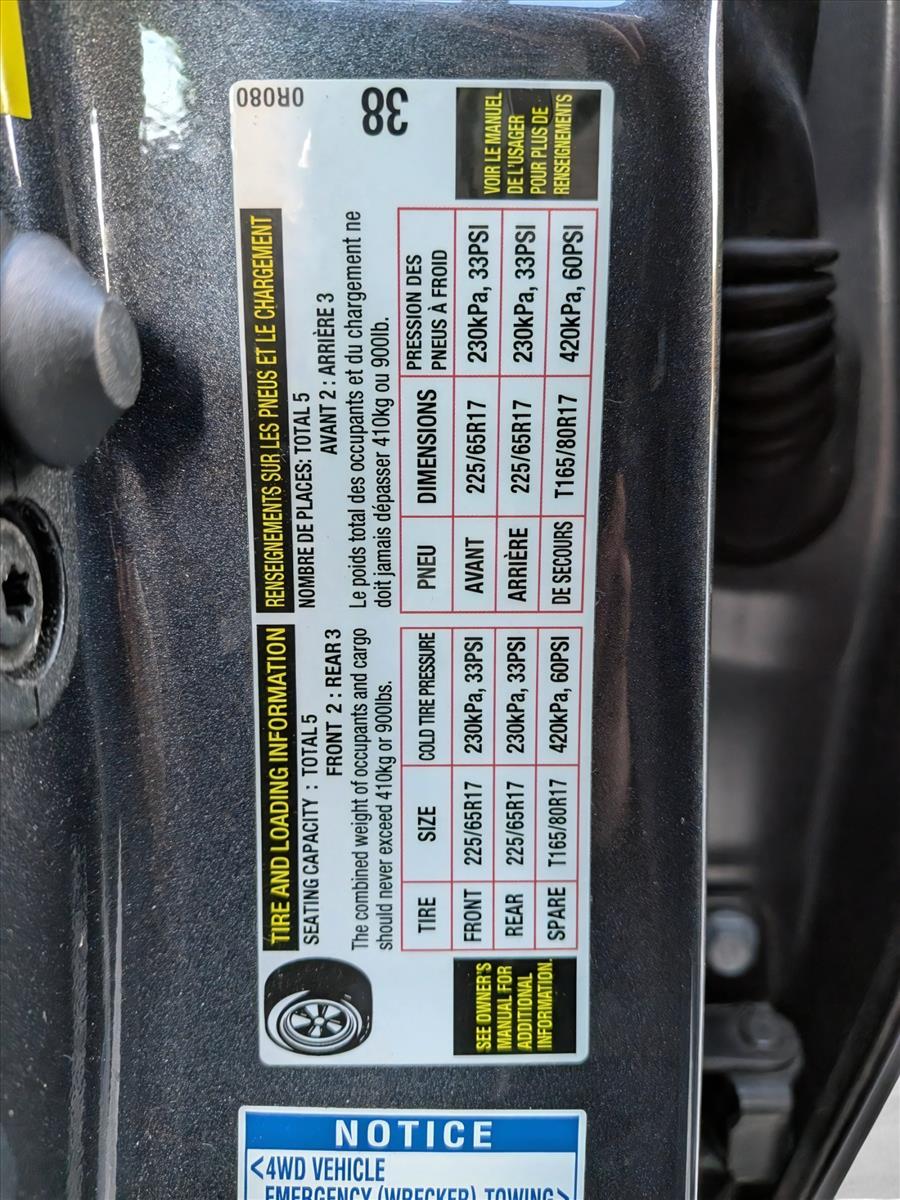 TIRE AND LOADING INFORMATION
SEATING CAPACITY : TOTAL 5
FRONT 2 : REAR 3
The combined weight of occupants and cargo
should never exceed 410kg or 900lbs.
TIRE SIZE COLD TIRE PRESSURE
FRONT 225/65R17 230kPa, 33PSI
REAR 225/65R17 230kPa, 33PSI
SPARE T165/80R17 420kPa, 60PSI
SEE OWNER'S
MANUAL FOR
ADDITIONAL
INFORMATION.
RENSEIGNEMENTS SUR LES PNEUS ET LE CHARGEMENT
NOMBRE DE PLACES: TOTAL 5
AVANT 2 : ARRIÈRE 3
Le poids total des occupants et du chargement ne
doit jamais dépasser 410kg ou 900lb.
PNEU DIMENSIONS PRESSION DES
PNEUS À FROID
AVANT 225/65R17 230kPa, 33PSI
ARRIÈRE 225/65R17 230kPa, 33PSI
DE SECOURS T165/80R17 420kPa, 60PSI
VOIR LE MANUEL
DE L'USAGER
POUR PLUS DE
RENSEIGNEMENTS
0R080
38
NOTICE
<4WD VEHICLE
EMERGENCY (WRECKER) TOWING>